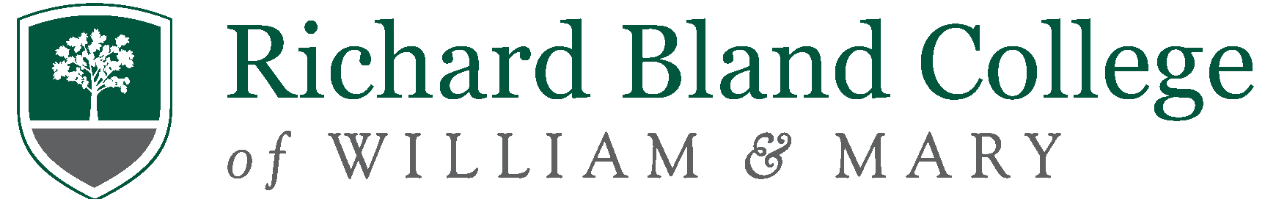 Richard Bland College
of WILLIAM & MARY